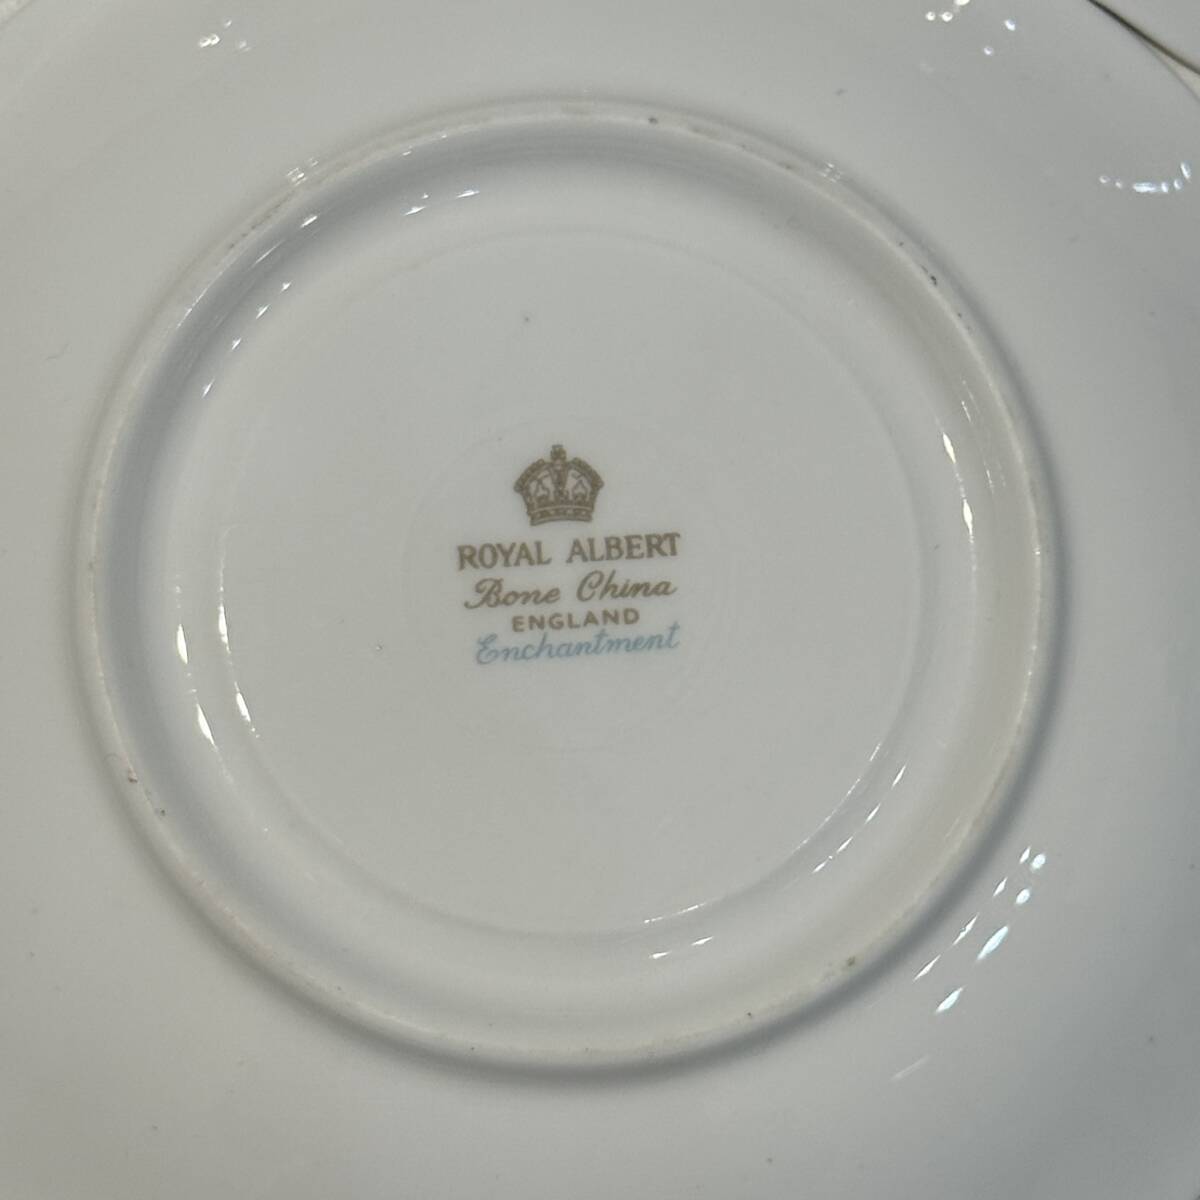 ROYAL ALBERT
Bone China
ENGLAND
Enchantment